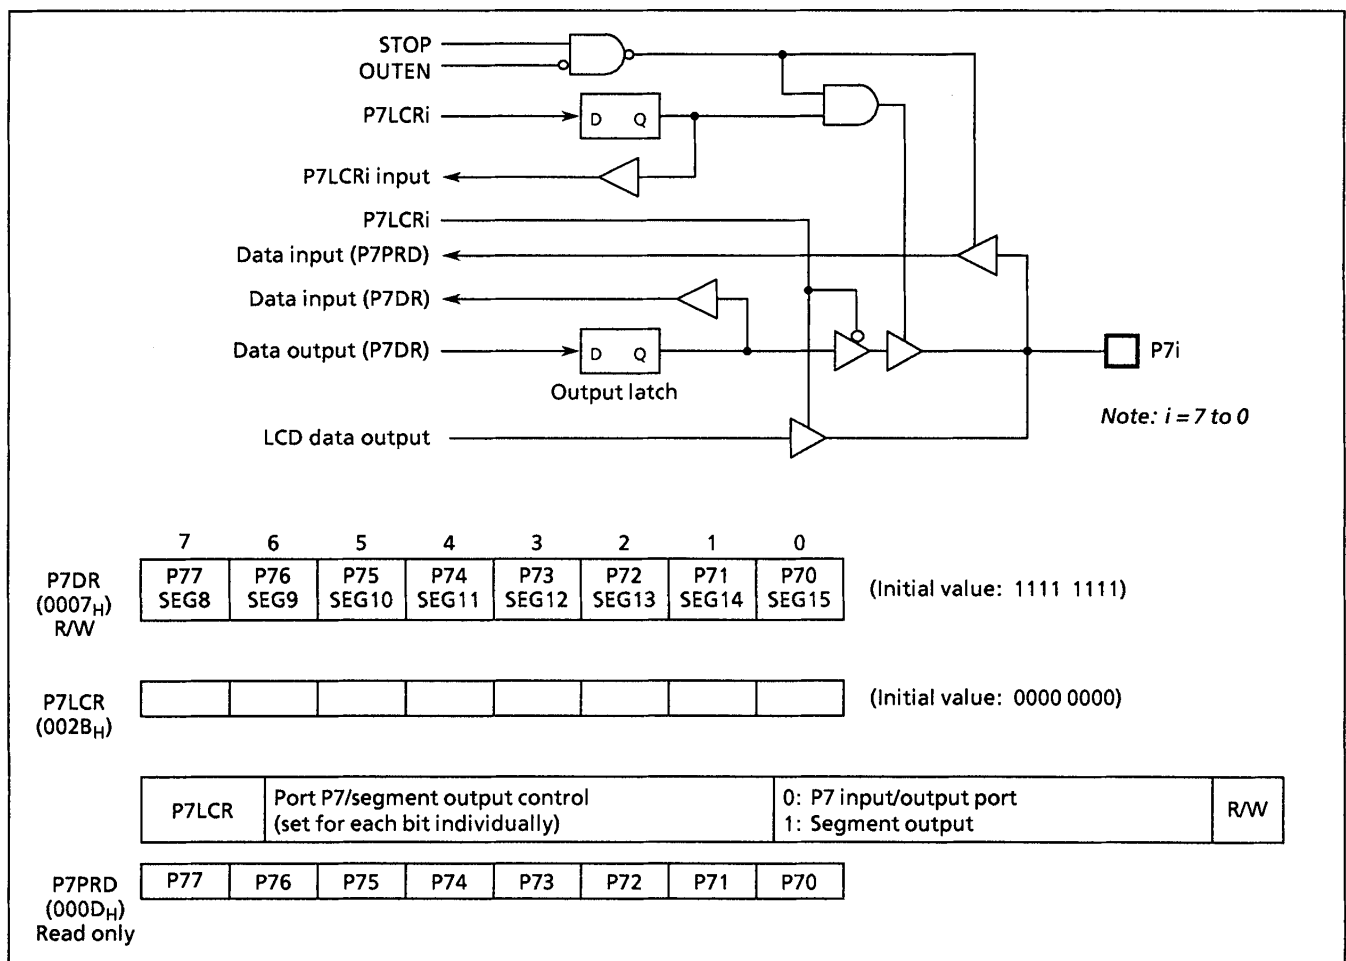 STOP
OUTEN
P7LCRi
D Q
P7LCRi input
P7LCRi
Data input (P7PRD)
Data input (P7DR)
Data output (P7DR)
D Q
Output latch
P7i
LCD data output
Note: i = 7 to 0
7 6 5 4 3 2 1 0
P7DR
(0007H)
R/W
P77 P76 P75 P74 P73 P72 P71 P70
SEG8 SEG9 SEG10 SEG11 SEG12 SEG13 SEG14 SEG15
(Initial value: 1111 1111)
P7LCR
(002BH)
(Initial value: 0000 0000)
P7LCR
Port P7/segment output control
(set for each bit individually)
0: P7 input/output port
1: Segment output
R/W
P7PRD
(000DH)
Read only
P77 P76 P75 P74 P73 P72 P71 P70